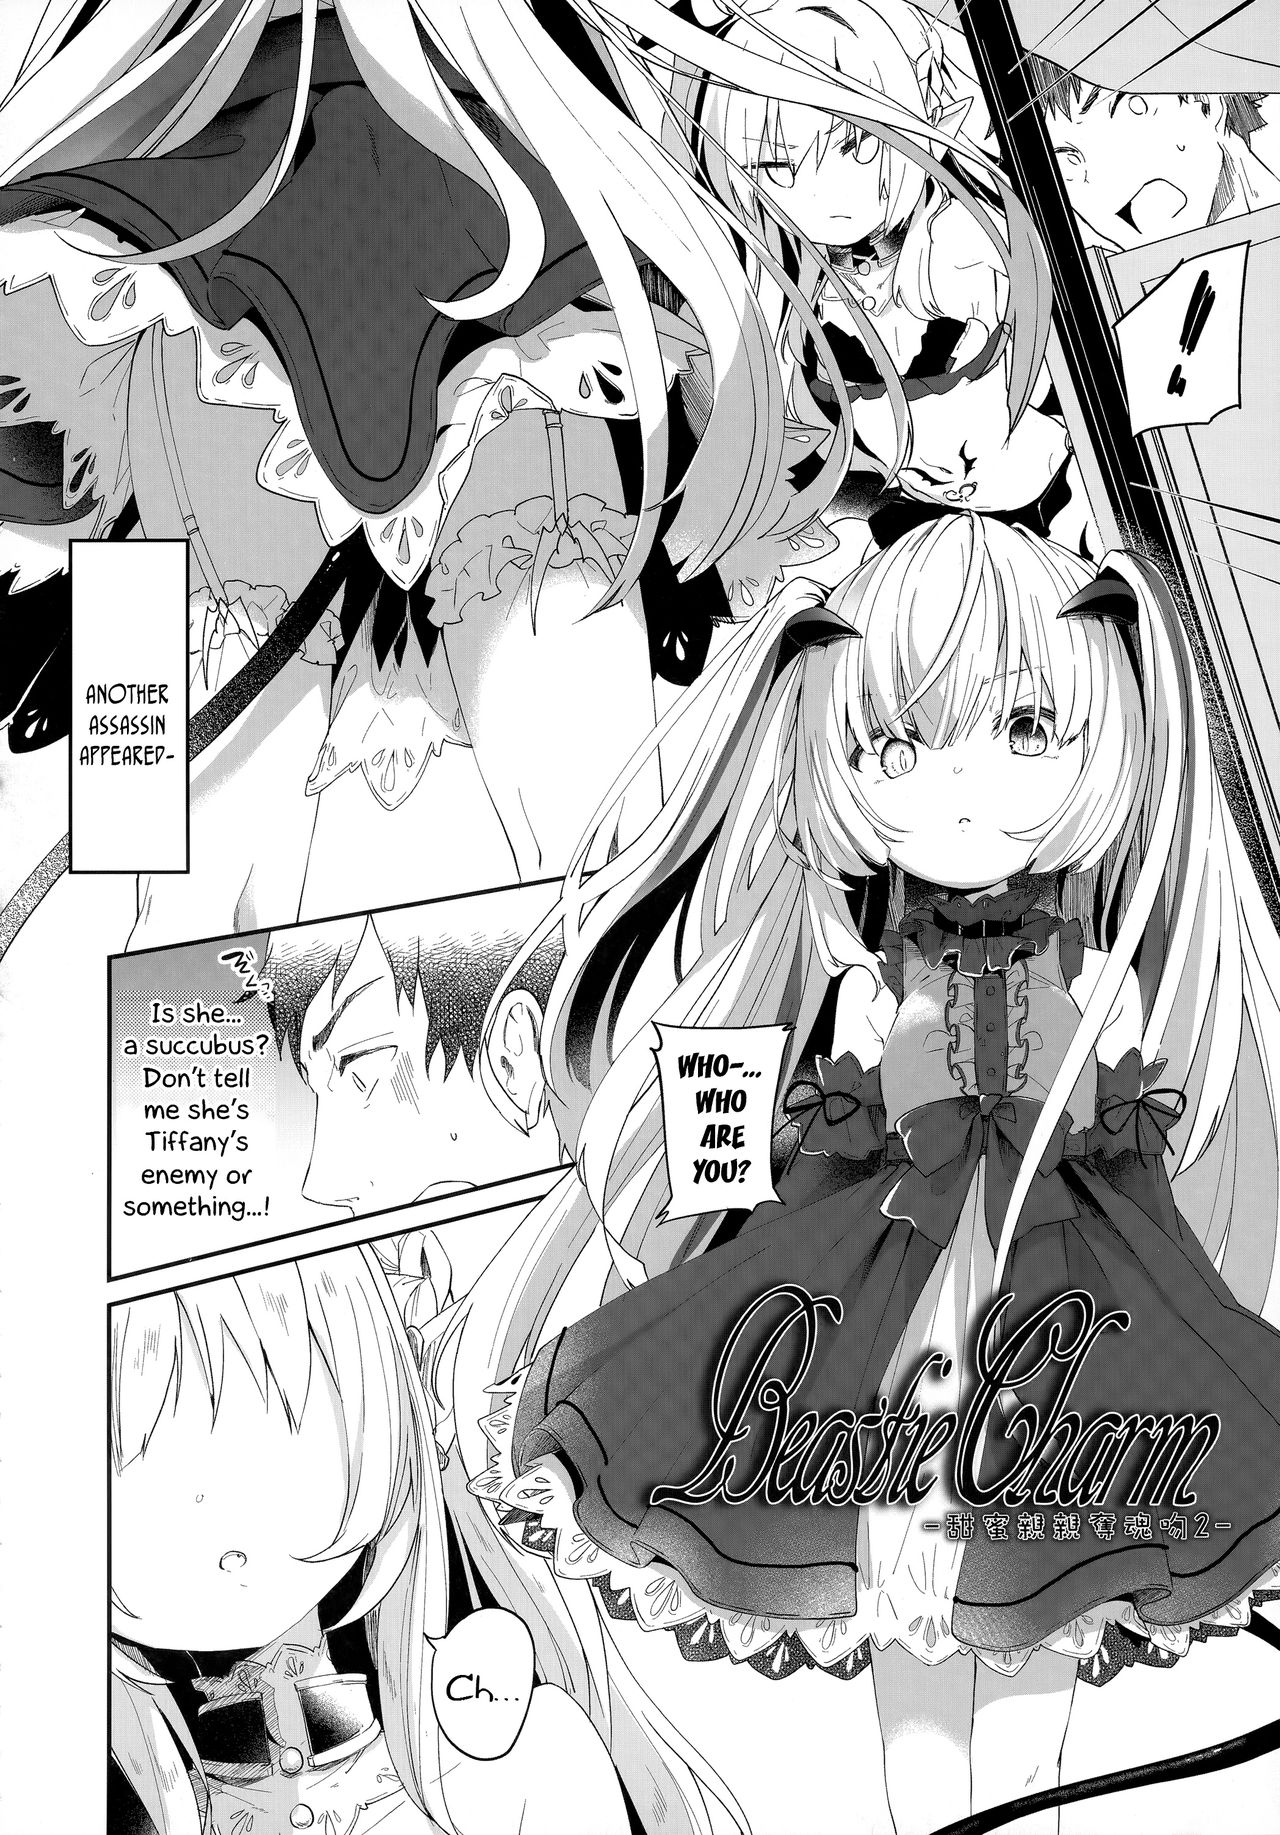 WHO-...
WHO
ARE
YOU?
ANOTHER
ASSASSIN
APPEARED-
Beastie Charm
-甜蜜親親奪魂吻2-
ゾ
Is she...
a succubus?
Don't tell
me she's
Tiffany's
enemy or
something...!
Ch...